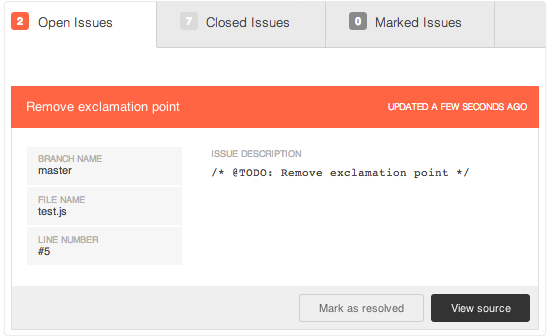 2 Open Issues 7 Closed Issues 0 Marked Issues
Remove exclamation point UPDATED A FEW SECONDS AGO
BRANCH NAME
master
FILE NAME
test.js
LINE NUMBER
#5
ISSUE DESCRIPTION
/* @TODO: Remove exclamation point */
Mark as resolved View source